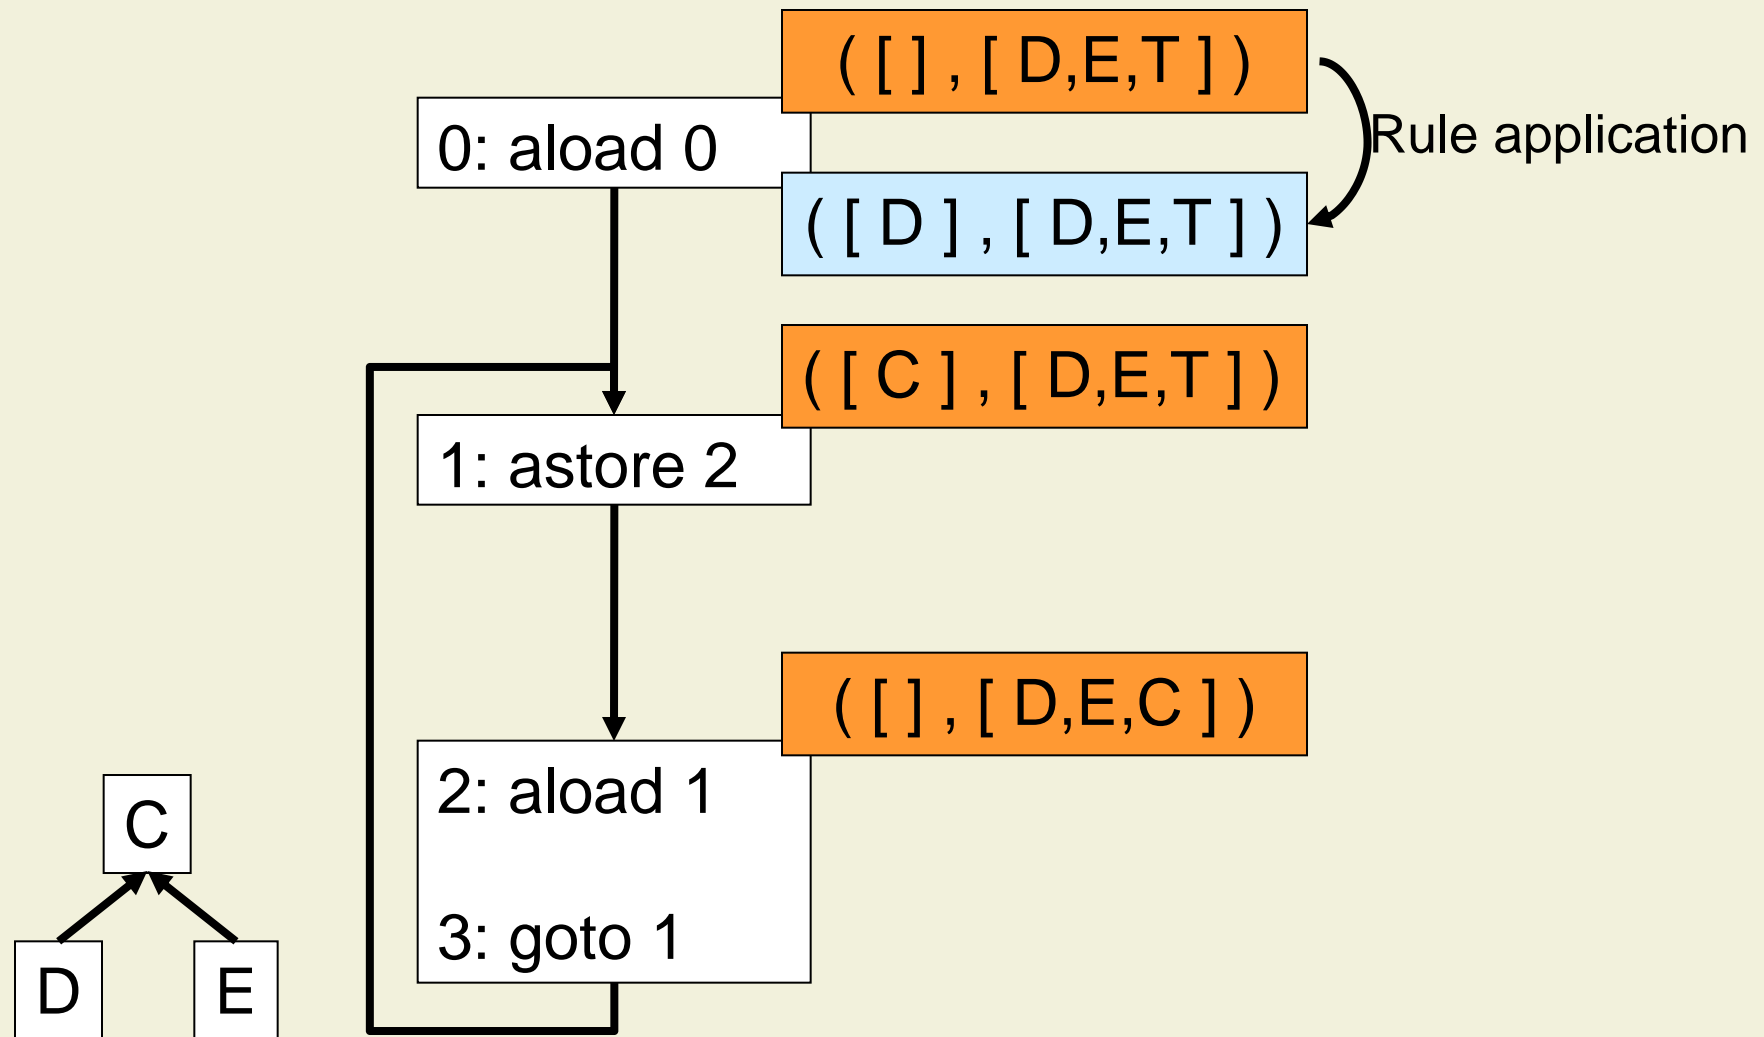 ( [ ] , [ D,E,T ] )
0: aload 0
Rule application
( [ D ] , [ D,E,T ] )
( [ C ] , [ D,E,T ] )
1: astore 2
( [ ] , [ D,E,C ] )
2: aload 1
C
3: goto 1
D E